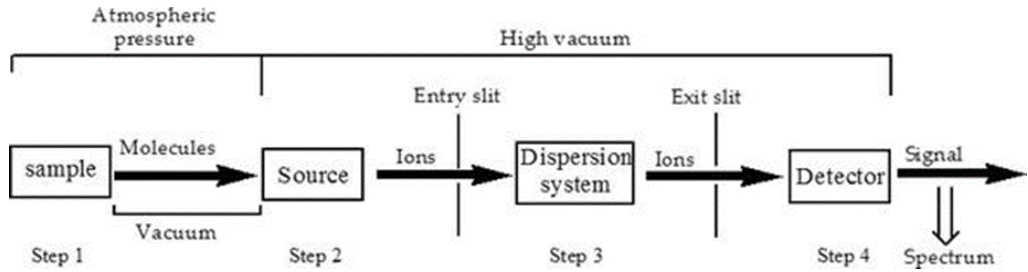 Atmospheric
pressure
High vacuum
Entry slit
Exit slit
sample
Molecules
Source
Ions
Dispersion
system
Ions
Detector
Signal
Vacuum
Step 1
Step 2
Step 3
Step 4
Spectrum